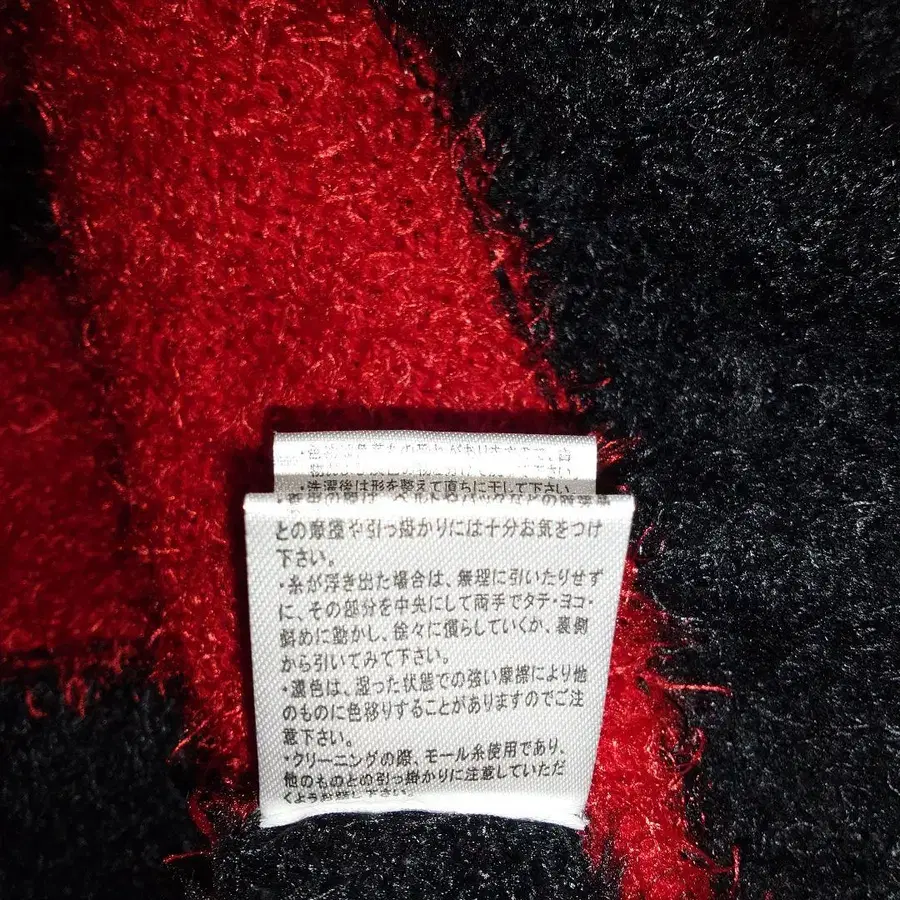 ・洗濯後は形を整えて直ちに干して下さい。
との摩擦や引っ掛かりには十分お気をつけ
下さい。
・糸が浮き出た場合は、無理に引いたりせず
に、その部分を中央にして両手でタテ・ヨコ・
斜めに動かし、徐々に慣らしていくか、裏側
から引いてみて下さい。
・濃色は、湿った状態での強い摩擦により他
のものに色移りすることがありますのでご注
意下さい。
・クリーニングの際、モール糸使用であり、
他のものとの引っ掛かりに注意していただ
くようお願い